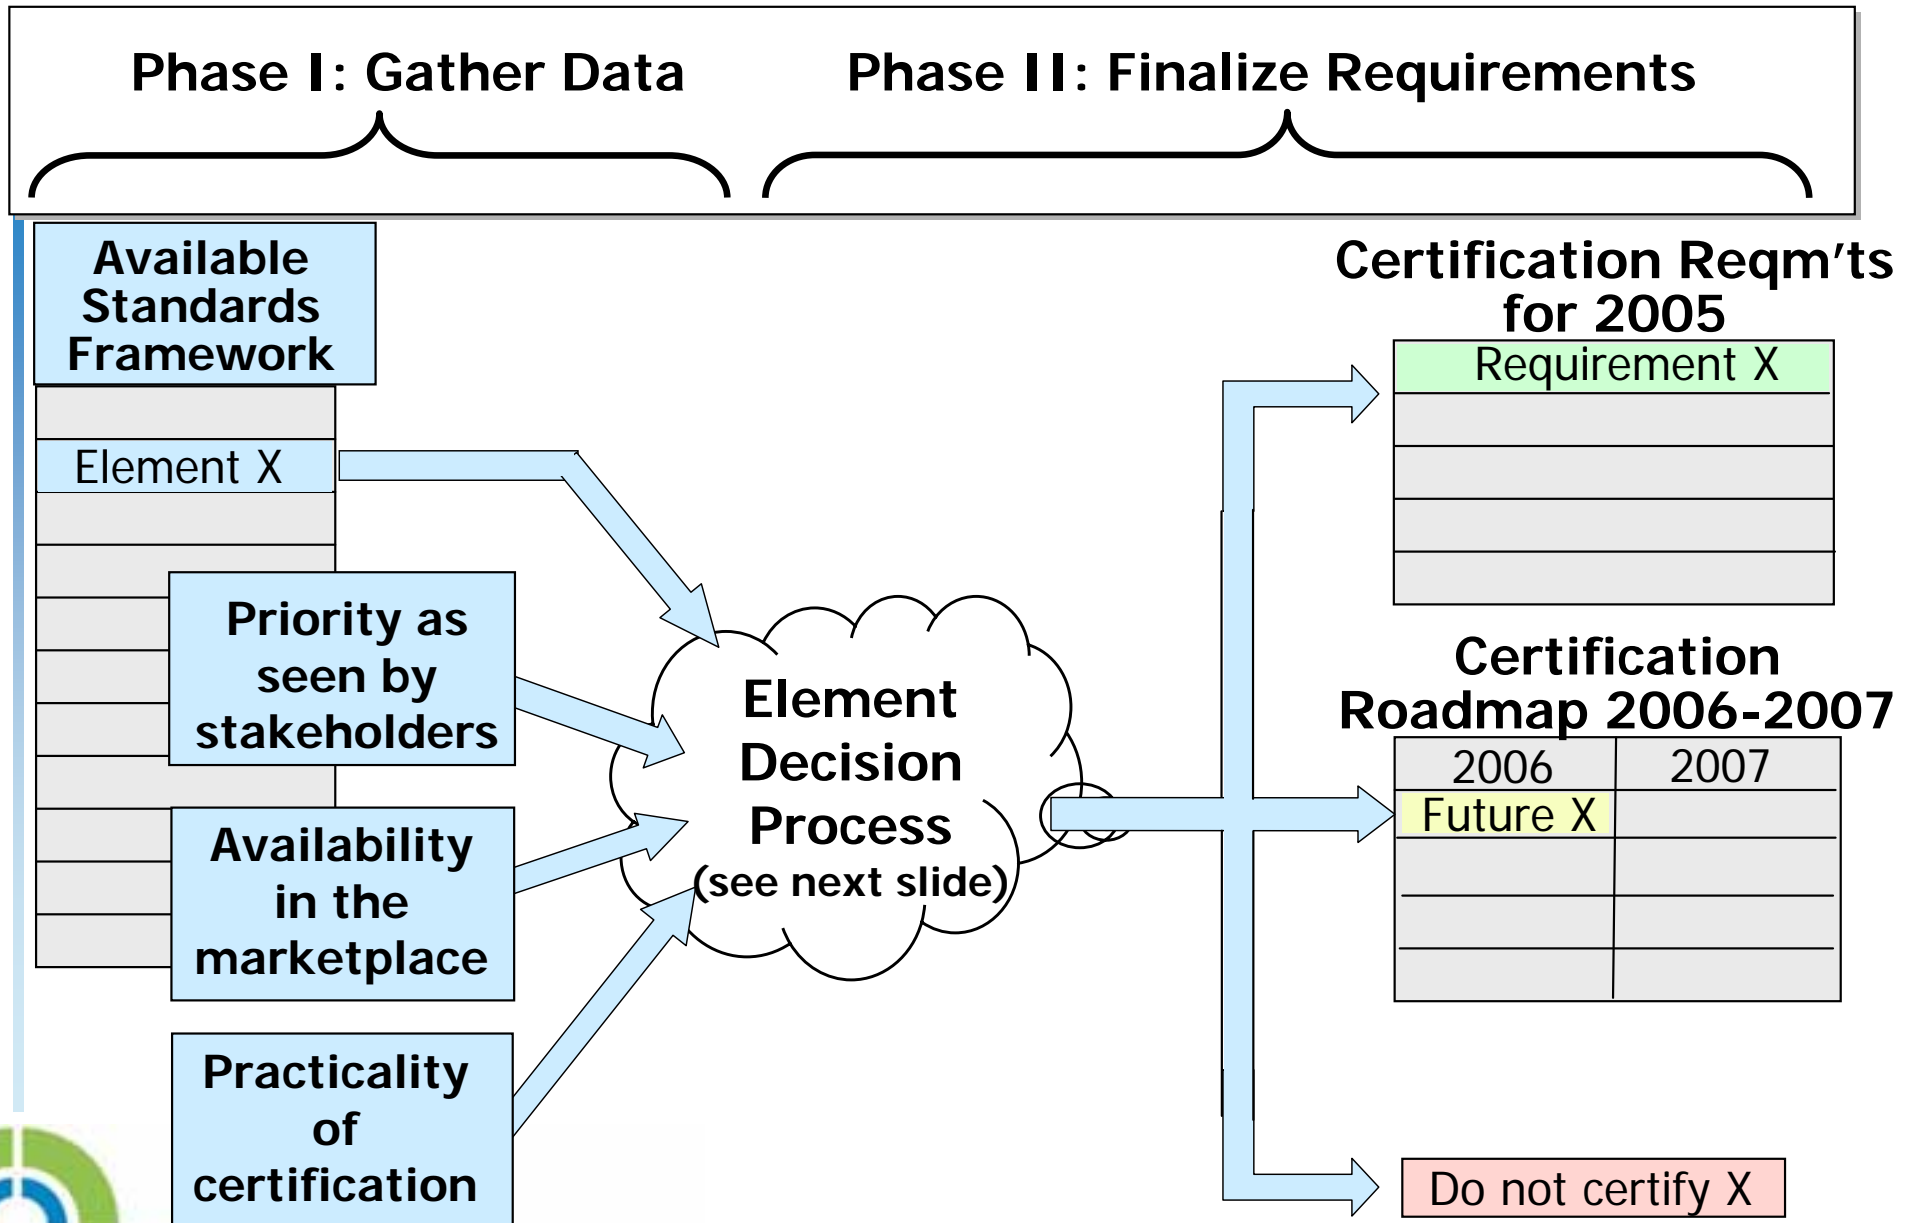 Phase I: Gather Data
Phase II: Finalize Requirements
Available
Standards
Framework
Element X
Priority as
seen by
stakeholders
Availability
in the
marketplace
Practicality
of
certification
Element
Decision
Process
(see next slide)
Certification Reqm'ts
for 2005
Requirement X
Certification
Roadmap 2006-2007
2006 2007
Future X
Do not certify X